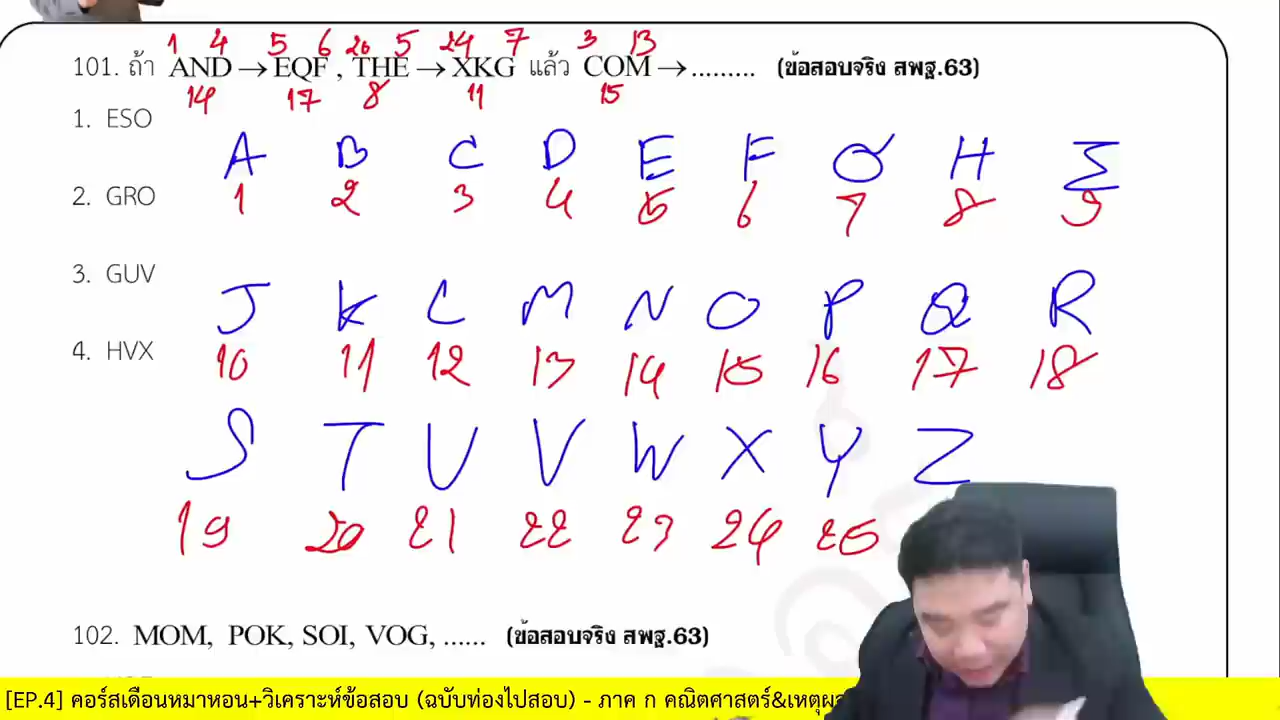 1 4 5 6 20 5 24 7 3 13
101. ถ้า AND → EQF , THE → XKG แล้ว COM → ......... (ข้อสอบจริง สพฐ.63)
14 17 8 11 15
1. ESO
A B C D E F G H I
2. GRO
1 2 3 4 5 6 7 8 9
3. GUV
J K L M N O P Q R
4. HVX
10 11 12 13 14 15 16 17 18
S T U V W X Y Z
19 20 21 22 23 24 25
102. MOM, POK, SOI, VOG, ...... (ข้อสอบจริง สพฐ.63)
[EP.4] คอร์สเดือนหมาหอน+วิเคราะห์ข้อสอบ (ฉบับท่องไปสอบ) - ภาค ก คณิตศาสตร์&เหตุผ